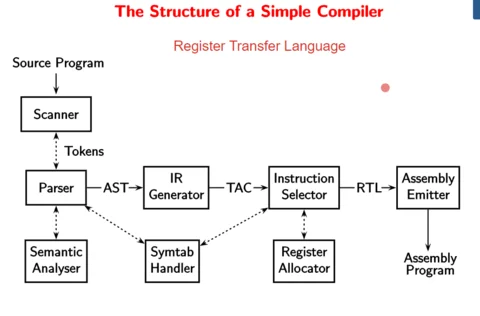 The Structure of a Simple Compiler
Register Transfer Language
Source Program
Scanner
Tokens
Parser
AST
IR
Generator
TAC
Instruction
Selector
RTL
Assembly
Emitter
Semantic
Analyser
Symtab
Handler
Register
Allocator
Assembly
Program